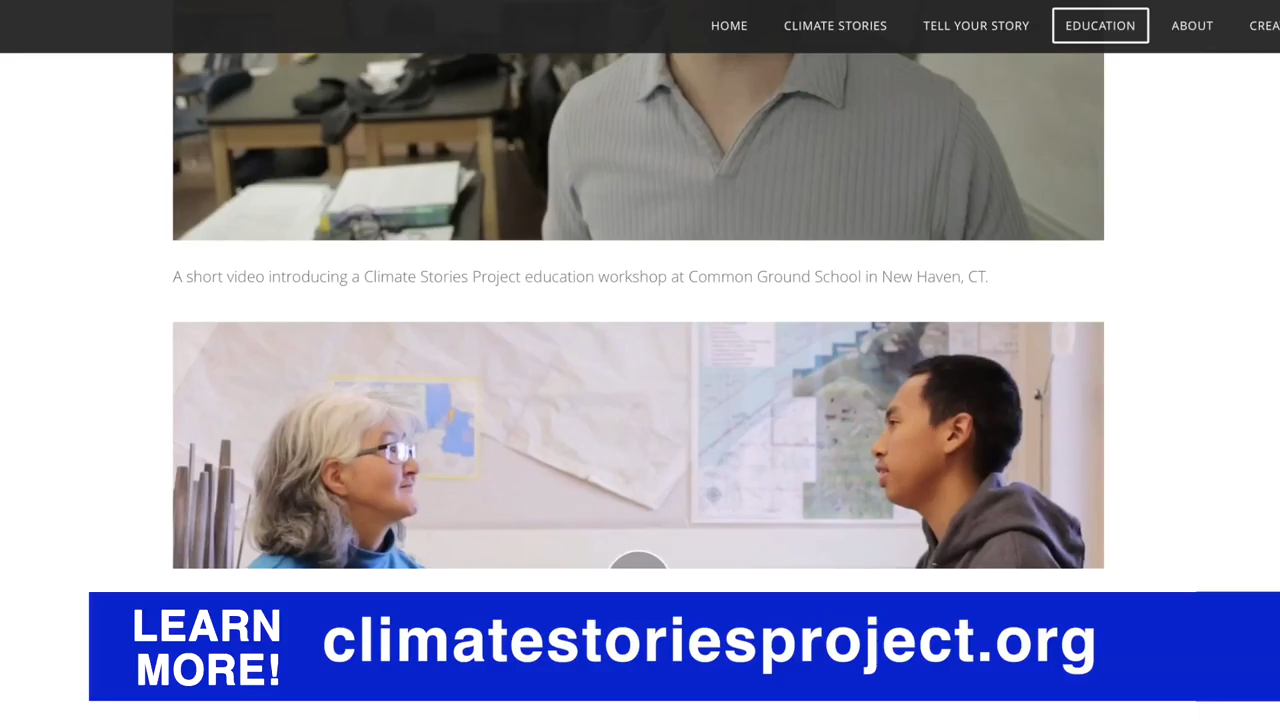 HOME CLIMATE STORIES TELL YOUR STORY EDUCATION ABOUT CREA
A short video introducing a Climate Stories Project education workshop at Common Ground School in New Haven, CT.
LEARN
MORE!
climatestoriesproject.org